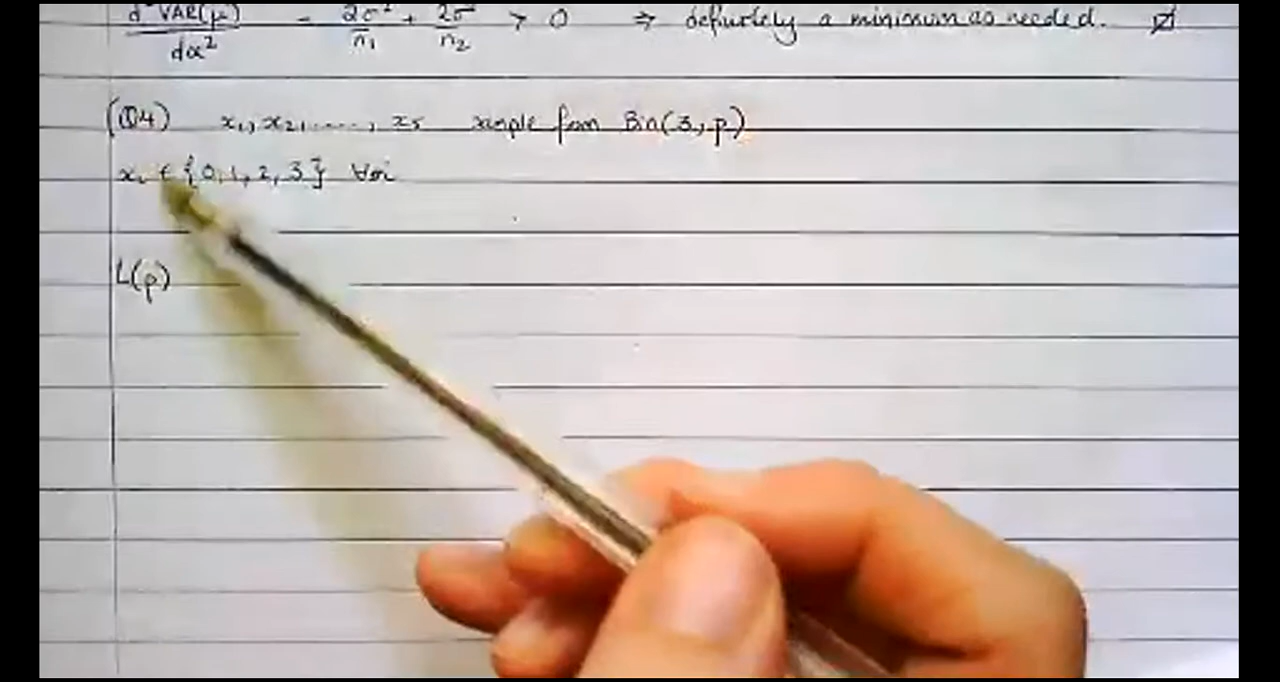 d²VAR(μ) / dα² = 2σ²/n₁ + 2σ²/n₂ > 0 ⇒ definitely a minimum as needed.
(Q4) x₁, x₂, ...., x₅ sample from Bin(3, p)
xᵢ ∈ {0, 1, 2, 3} ∀ i
L(p)